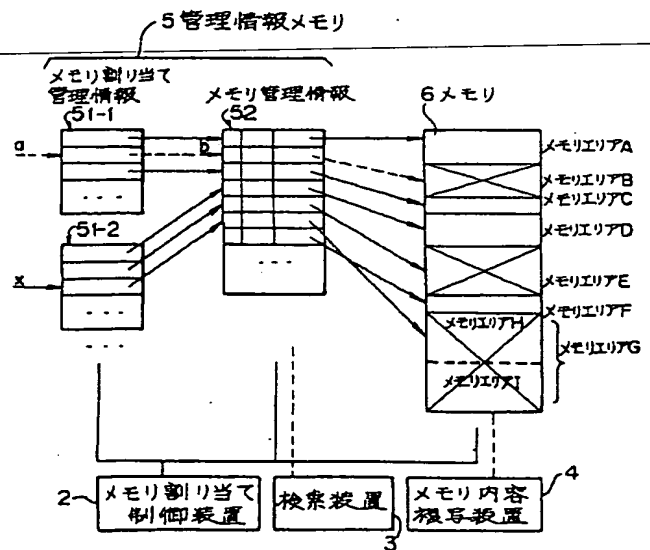 5 管理情報メモリ
メモリ割り当て
管理情報
51-1
メモリ管理情報
52
6 メモリ
a
b
メモリエリアA
メモリエリアB
メモリエリアC
メモリエリアD
メモリエリアE
メモリエリアF
メモリエリアG
メモリエリアH
メモリエリアI
51-2
x
2
メモリ割り当て
制御装置
検索装置
3
メモリ内容
複写装置
4